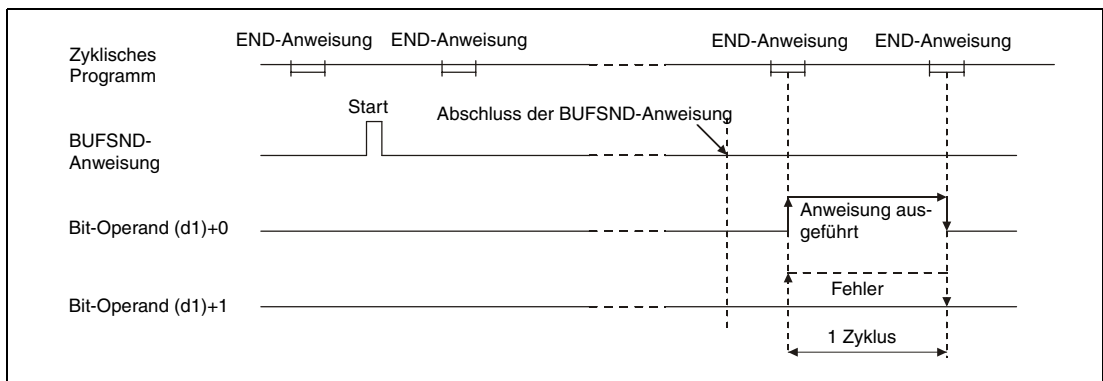 END-Anweisung END-Anweisung END-Anweisung END-Anweisung
Zyklisches
Programm
Start
Abschluss der BUFSND-Anweisung
BUFSND-
Anweisung
Bit-Operand (d1)+0
Anweisung aus-
geführt
Fehler
Bit-Operand (d1)+1
1 Zyklus